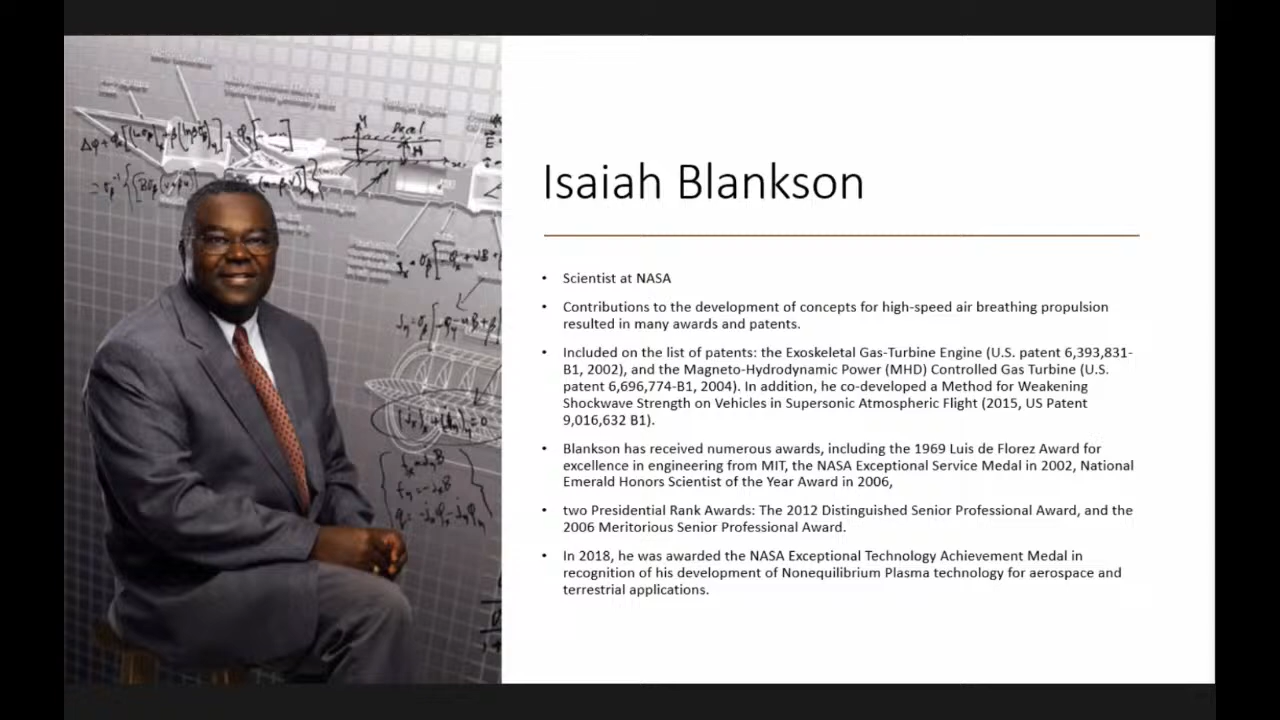 Isaiah Blankson
• Scientist at NASA
• Contributions to the development of concepts for high-speed air breathing propulsion
resulted in many awards and patents.
• Included on the list of patents: the Exoskeletal Gas-Turbine Engine (U.S. patent 6,393,831-
B1, 2002), and the Magneto-Hydrodynamic Power (MHD) Controlled Gas Turbine (U.S.
patent 6,696,774-B1, 2004). In addition, he co-developed a Method for Weakening
Shockwave Strength on Vehicles in Supersonic Atmospheric Flight (2015, US Patent
9,016,632 B1).
• Blankson has received numerous awards, including the 1969 Luis de Florez Award for
excellence in engineering from MIT, the NASA Exceptional Service Medal in 2002, National
Emerald Honors Scientist of the Year Award in 2006,
• two Presidential Rank Awards: The 2012 Distinguished Senior Professional Award, and the
2006 Meritorious Senior Professional Award.
• In 2018, he was awarded the NASA Exceptional Technology Achievement Medal in
recognition of his development of Nonequilibrium Plasma technology for aerospace and
terrestrial applications.